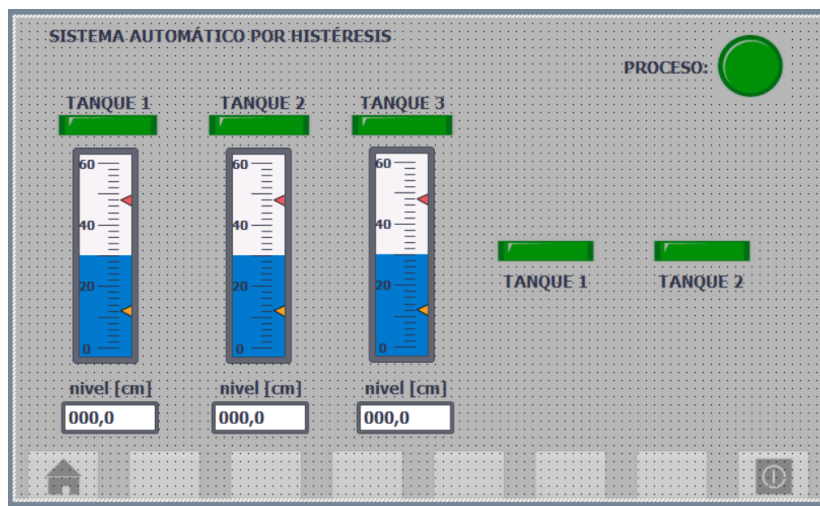 SISTEMA AUTOMÁTICO POR HISTÉRESIS
PROCESO:
TANQUE 1 TANQUE 2 TANQUE 3
60 60 60
40 40 40
20 20 20
0 0 0
TANQUE 1 TANQUE 2
nivel [cm] nivel [cm] nivel [cm]
000,0 000,0 000,0